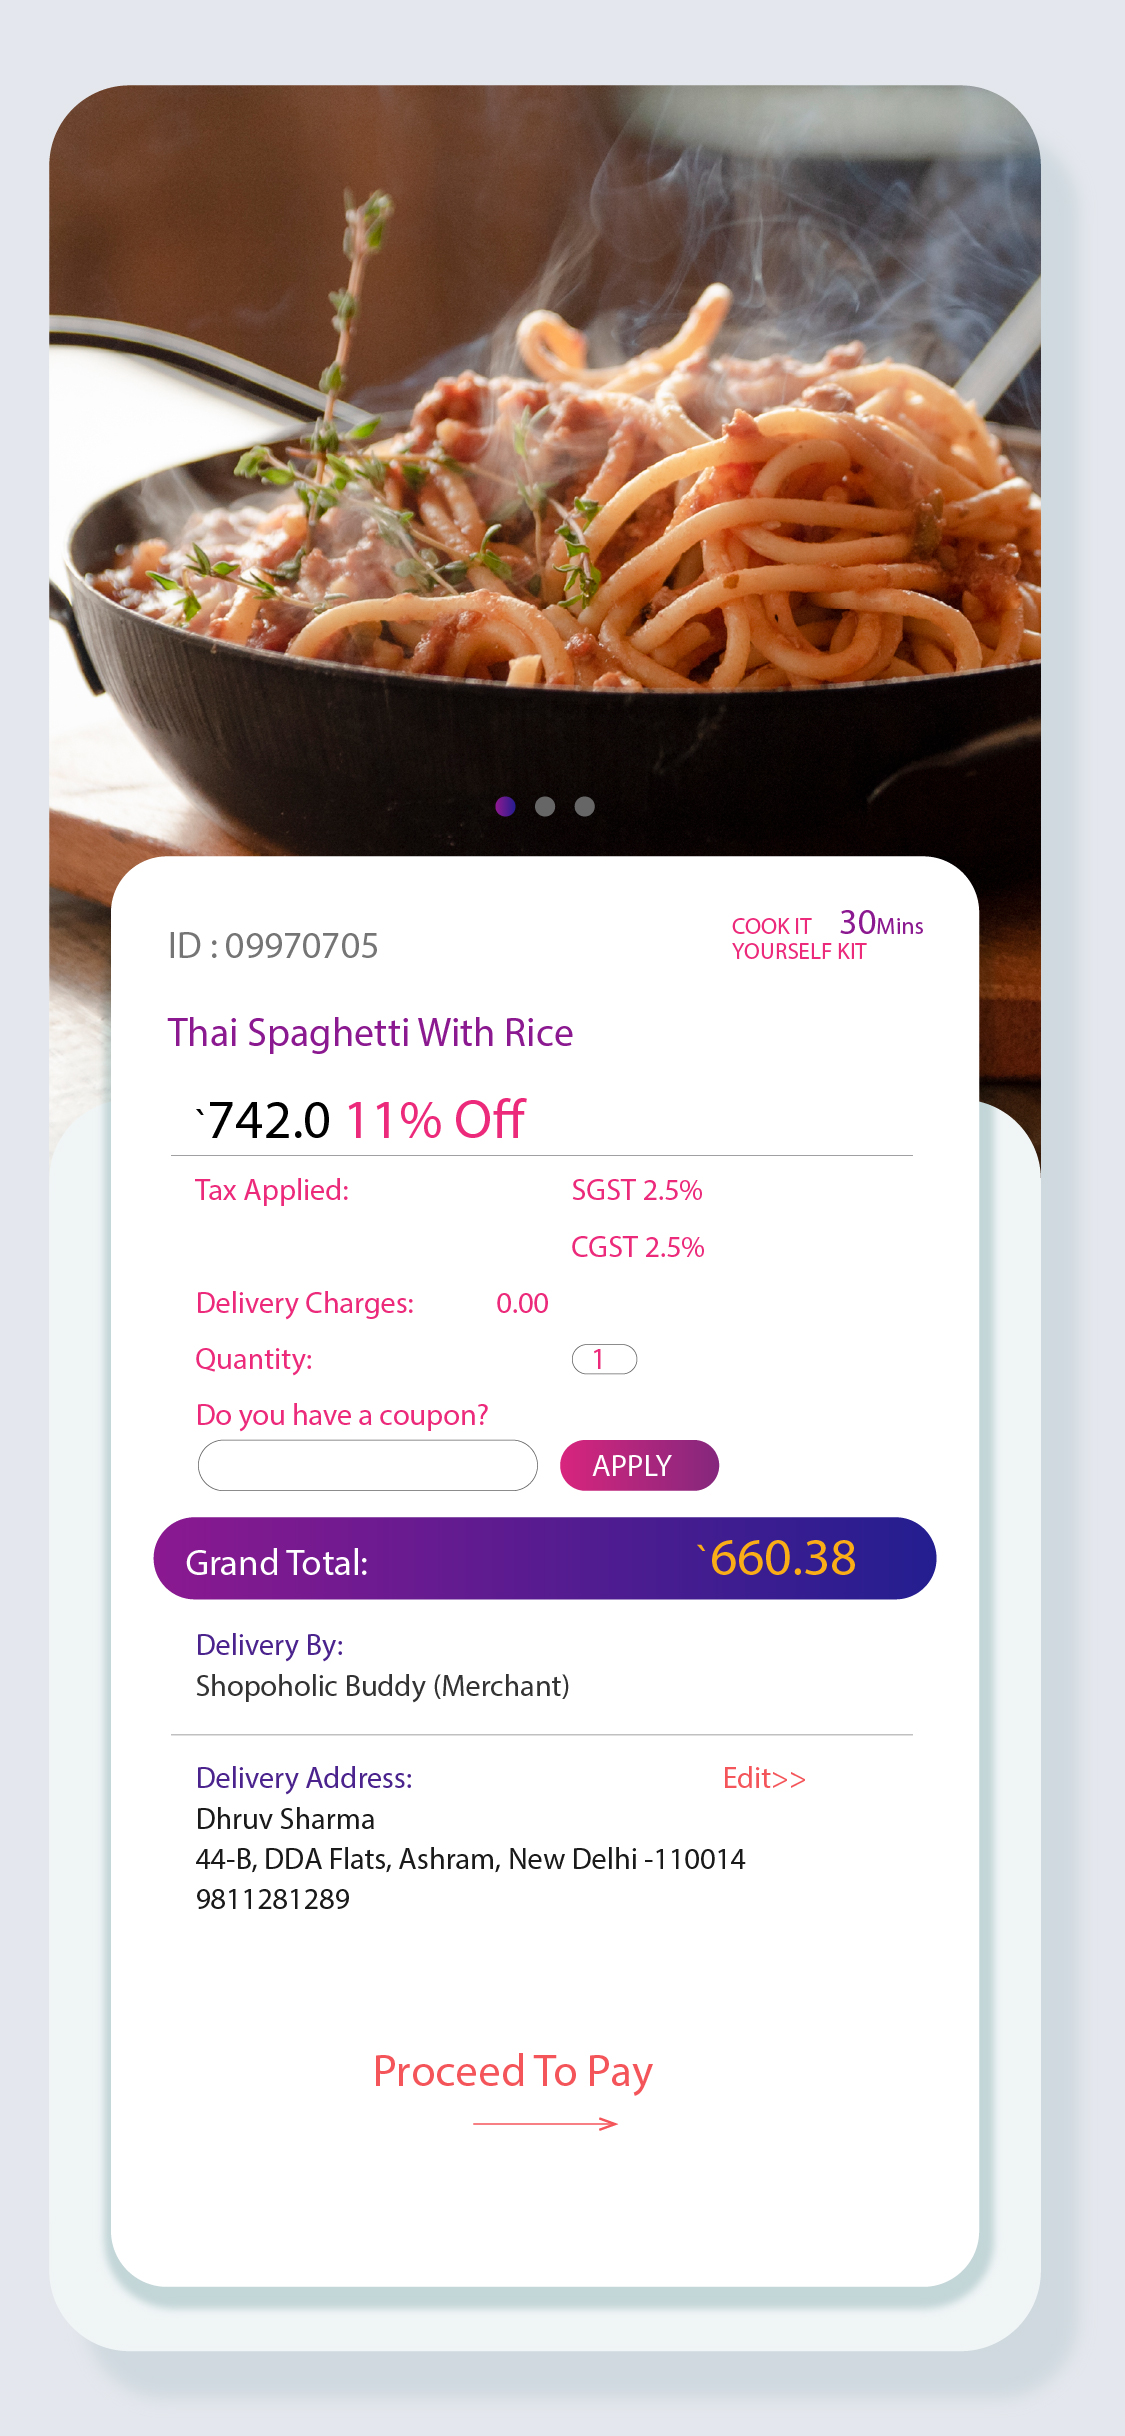 ID : 09970705
COOK IT 30Mins
YOURSELF KIT
Thai Spaghetti With Rice
`742.0 11% Off
Tax Applied: SGST 2.5%
CGST 2.5%
Delivery Charges: 0.00
Quantity: 1
Do you have a coupon?
APPLY
Grand Total: `660.38
Delivery By:
Shopoholic Buddy (Merchant)
Delivery Address: Edit>>
Dhruv Sharma
44-B, DDA Flats, Ashram, New Delhi -110014
9811281289
Proceed To Pay